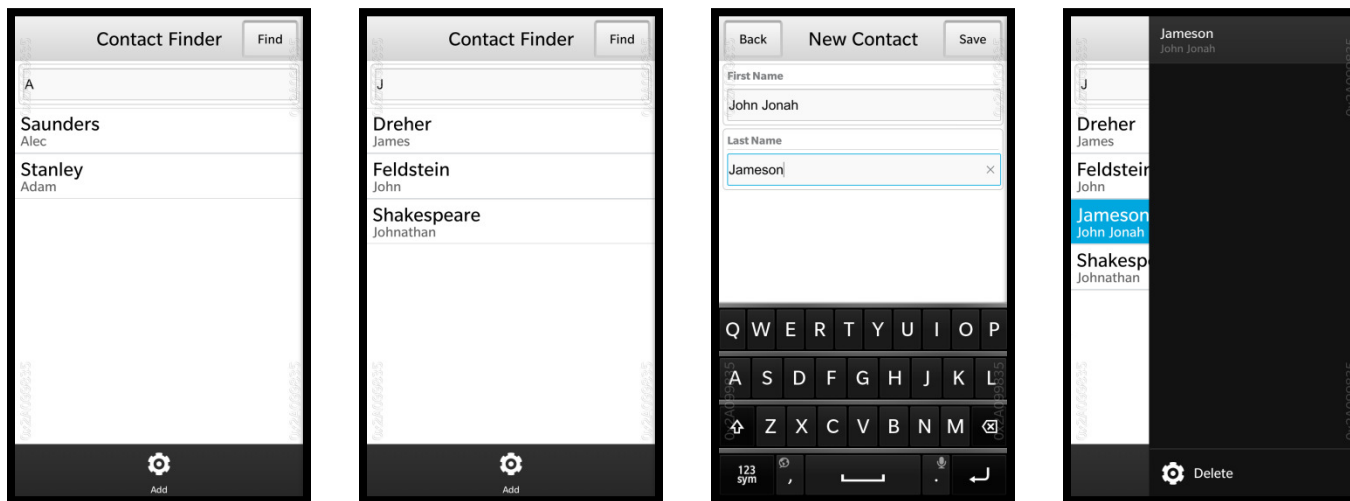 Contact Finder
Find
A
Saunders
Alec
Stanley
Adam
Add
Contact Finder
Find
J
Dreher
James
Feldstein
John
Shakespeare
Johnathan
Add
Back
New Contact
Save
First Name
John Jonah
Last Name
Jameson
Q W E R T Y U I O P
A S D F G H J K L
Z X C V B N M
123
sym
,
.
Jameson
John Jonah
J
Dreher
James
Feldstein
John
Jameson
John Jonah
Shakesp
Johnathan
Delete